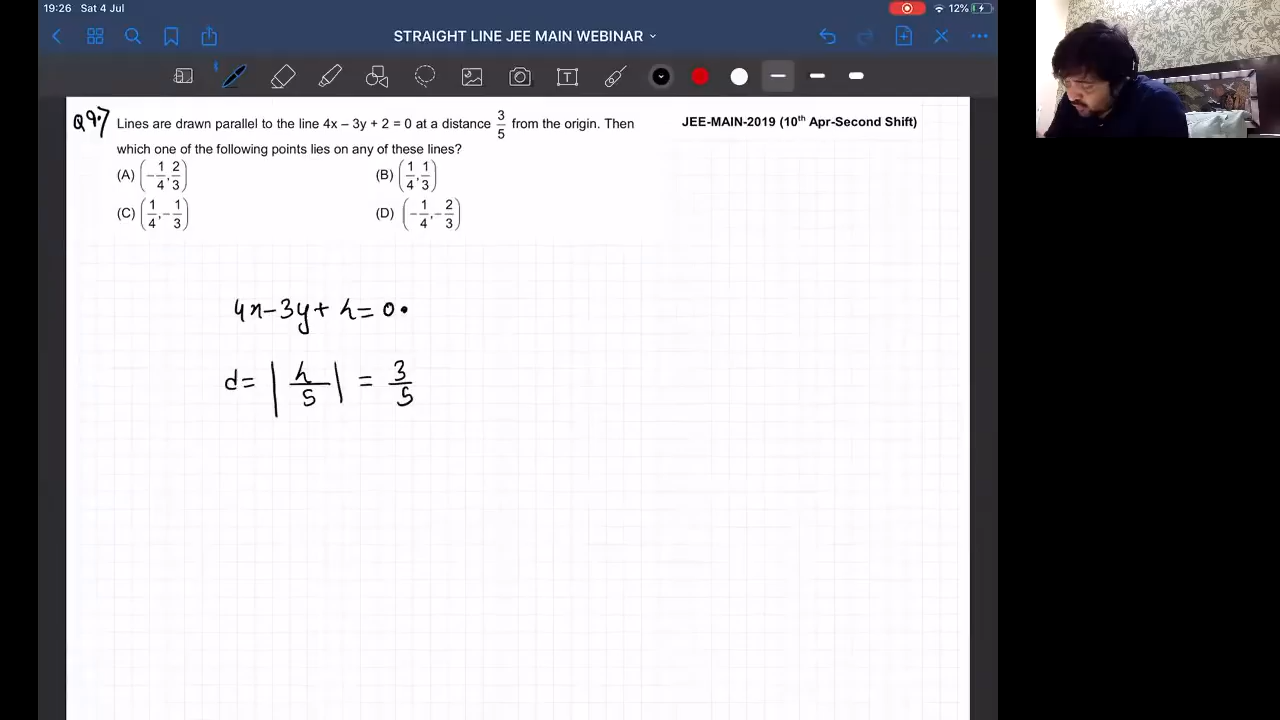 19:26 Sat 4 Jul 12%
STRAIGHT LINE JEE MAIN WEBINAR
Q9.7 Lines are drawn parallel to the line 4x – 3y + 2 = 0 at a distance 3/5 from the origin. Then JEE-MAIN-2019 (10th Apr-Second Shift)
which one of the following points lies on any of these lines?
(A) (-1/4, 2/3) (B) (1/4, 1/3)
(C) (1/4, -1/3) (D) (-1/4, -2/3)
4x-3y+h=0.
d= |h/5| = 3/5